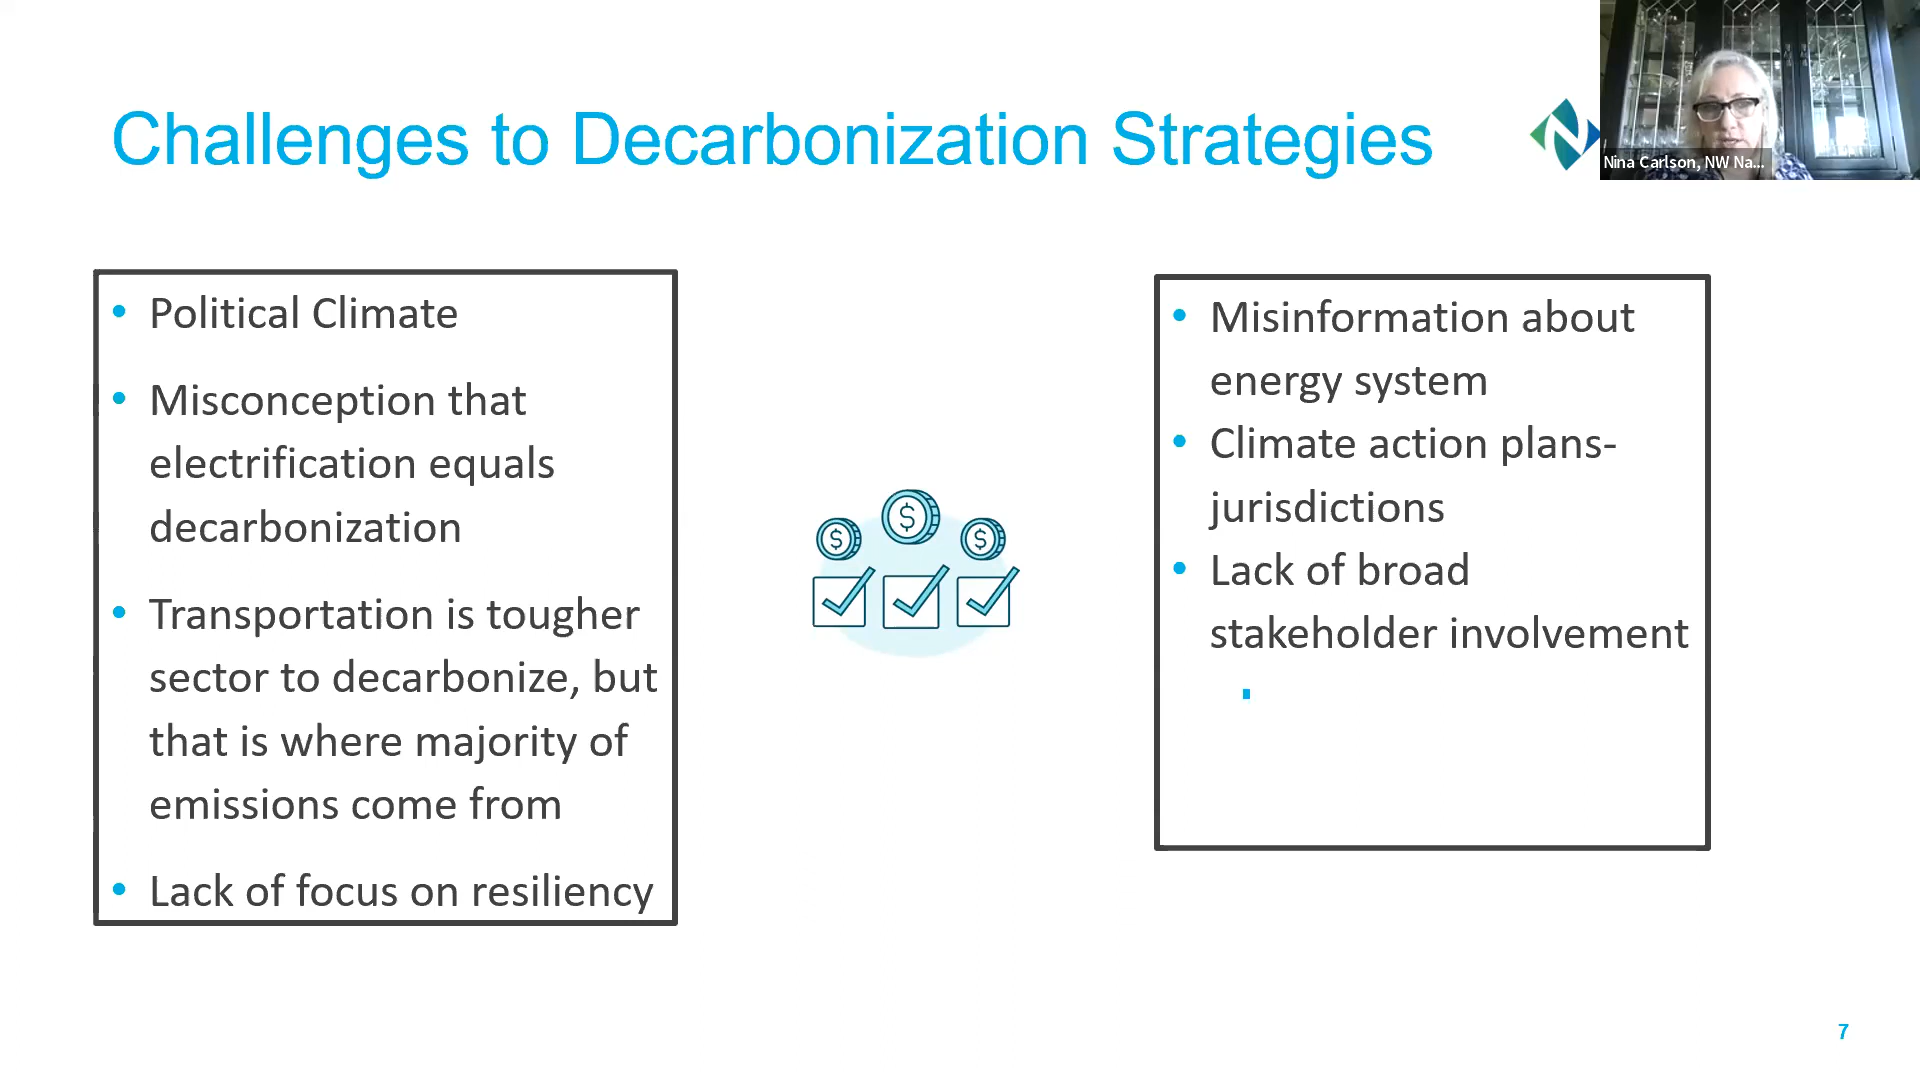 Challenges to Decarbonization Strategies
Nina Carlson, NW Na...
• Political Climate
• Misconception that
electrification equals
decarbonization
• Transportation is tougher
sector to decarbonize, but
that is where majority of
emissions come from
• Lack of focus on resiliency
$ $ $
• Misinformation about
energy system
• Climate action plans-
jurisdictions
• Lack of broad
stakeholder involvement
7